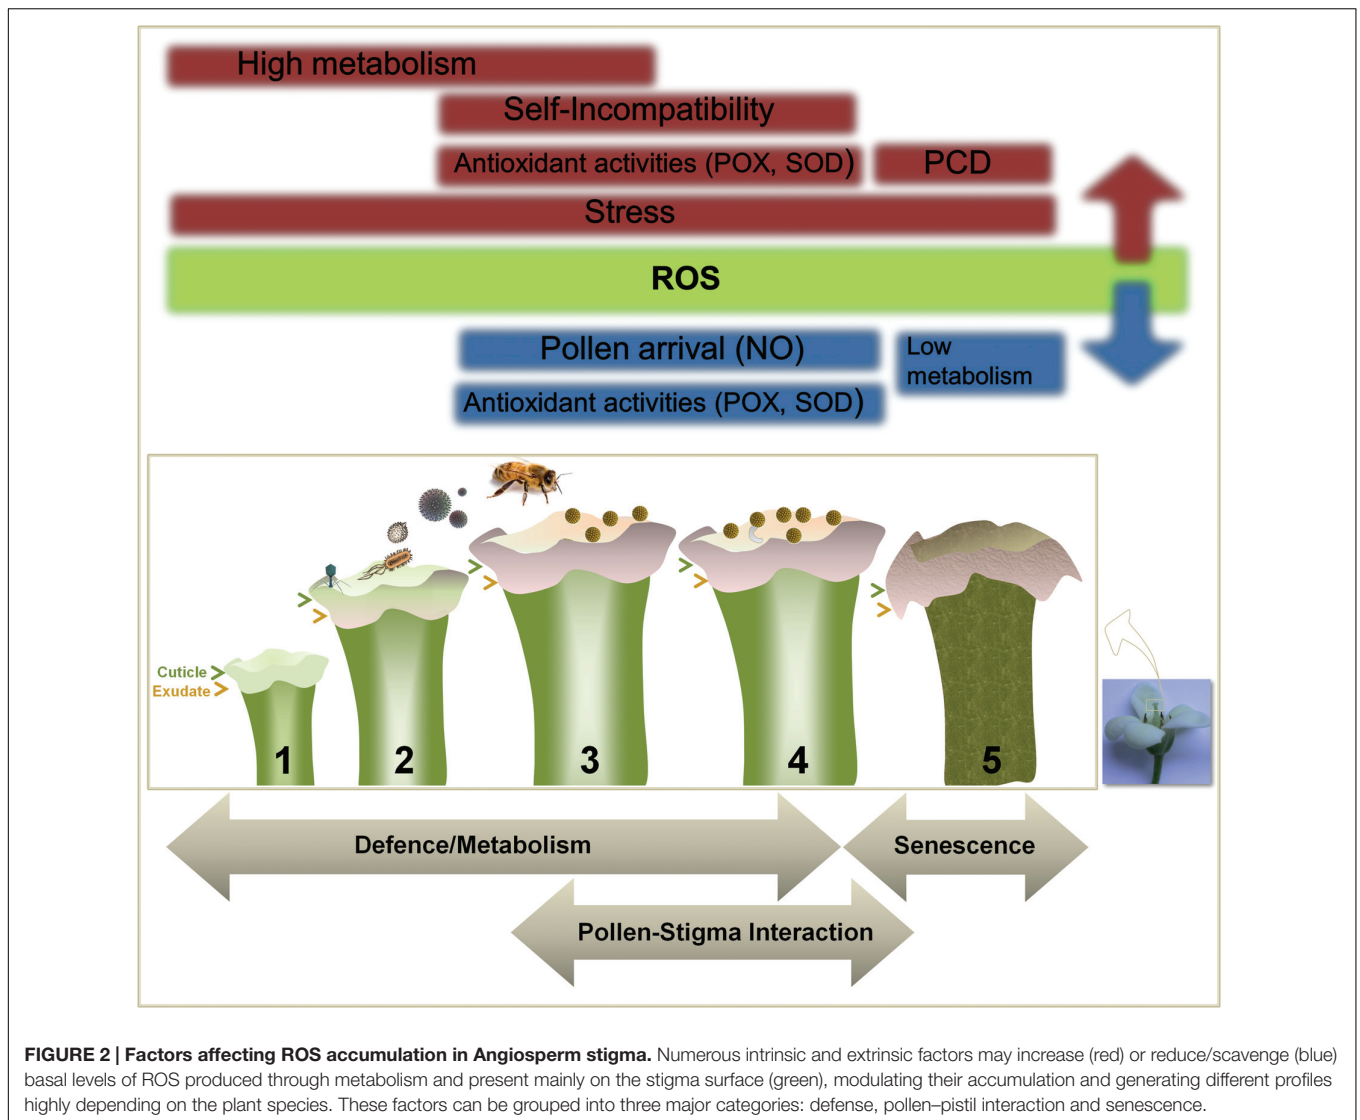 High metabolism
Self-Incompatibility
Antioxidant activities (POX, SOD)
PCD
Stress
ROS
Pollen arrival (NO)
Low
metabolism
Antioxidant activities (POX, SOD)
Cuticle
Exudate
1
2
3
4
5
Defence/Metabolism
Senescence
Pollen-Stigma Interaction
FIGURE 2 | Factors affecting ROS accumulation in Angiosperm stigma. Numerous intrinsic and extrinsic factors may increase (red) or reduce/scavenge (blue)
basal levels of ROS produced through metabolism and present mainly on the stigma surface (green), modulating their accumulation and generating different profiles
highly depending on the plant species. These factors can be grouped into three major categories: defense, pollen–pistil interaction and senescence.